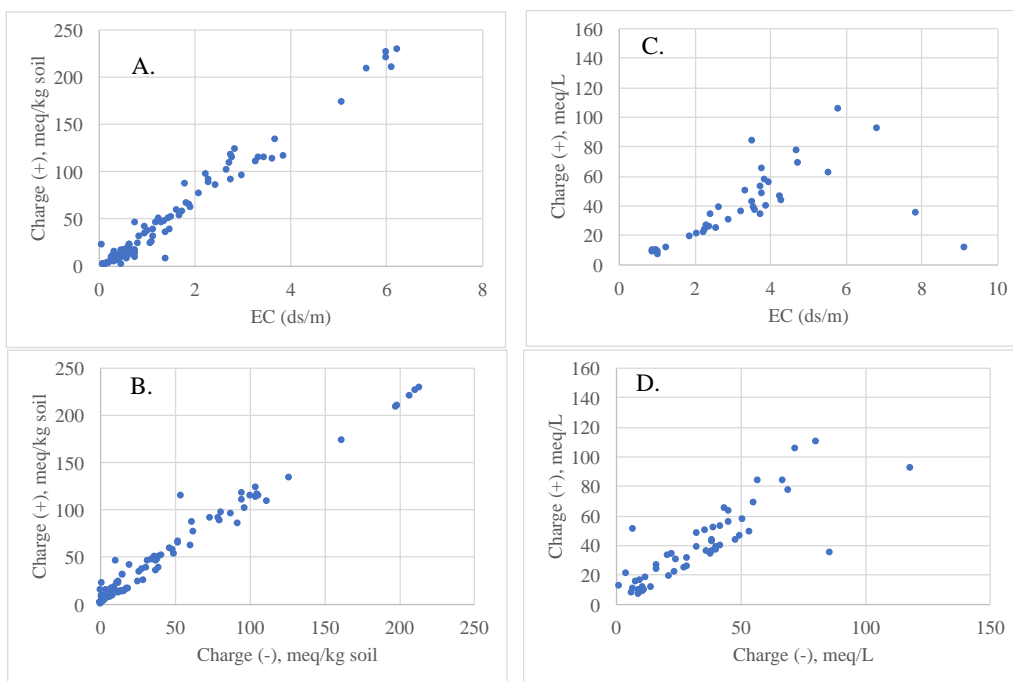 A.
Charge (+), meq/kg soil
250
200
150
100
50
0
0 2 4 6 8
EC (ds/m)
C.
Charge (+), meq/L
160
140
120
100
80
60
40
20
0
0 2 4 6 8 10
EC (ds/m)
B.
Charge (+), meq/kg soil
250
200
150
100
50
0
0 50 100 150 200 250
Charge (-), meq/kg soil
D.
Charge (+), meq/L
160
140
120
100
80
60
40
20
0
0 50 100 150
Charge (-), meq/L